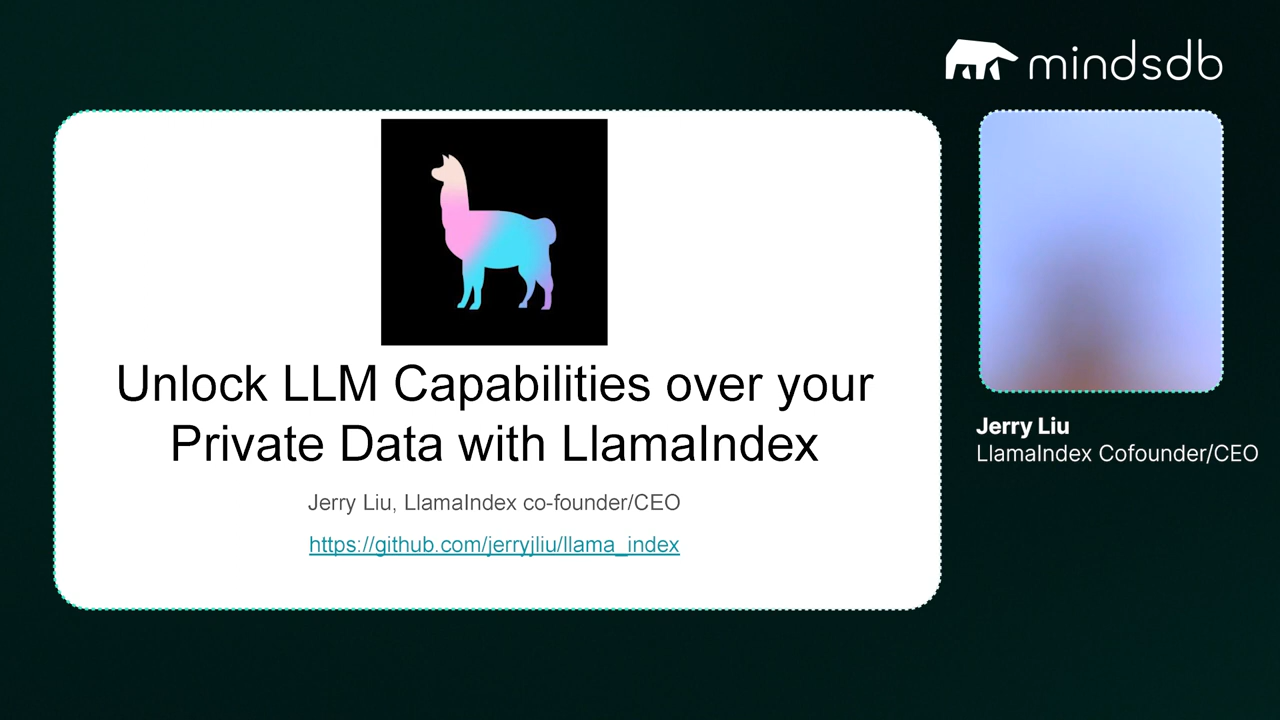 mindsdb
Unlock LLM Capabilities over your
Private Data with LlamaIndex
Jerry Liu, LlamaIndex co-founder/CEO
https://github.com/jerryjliu/llama_index
Jerry Liu
LlamaIndex Cofounder/CEO